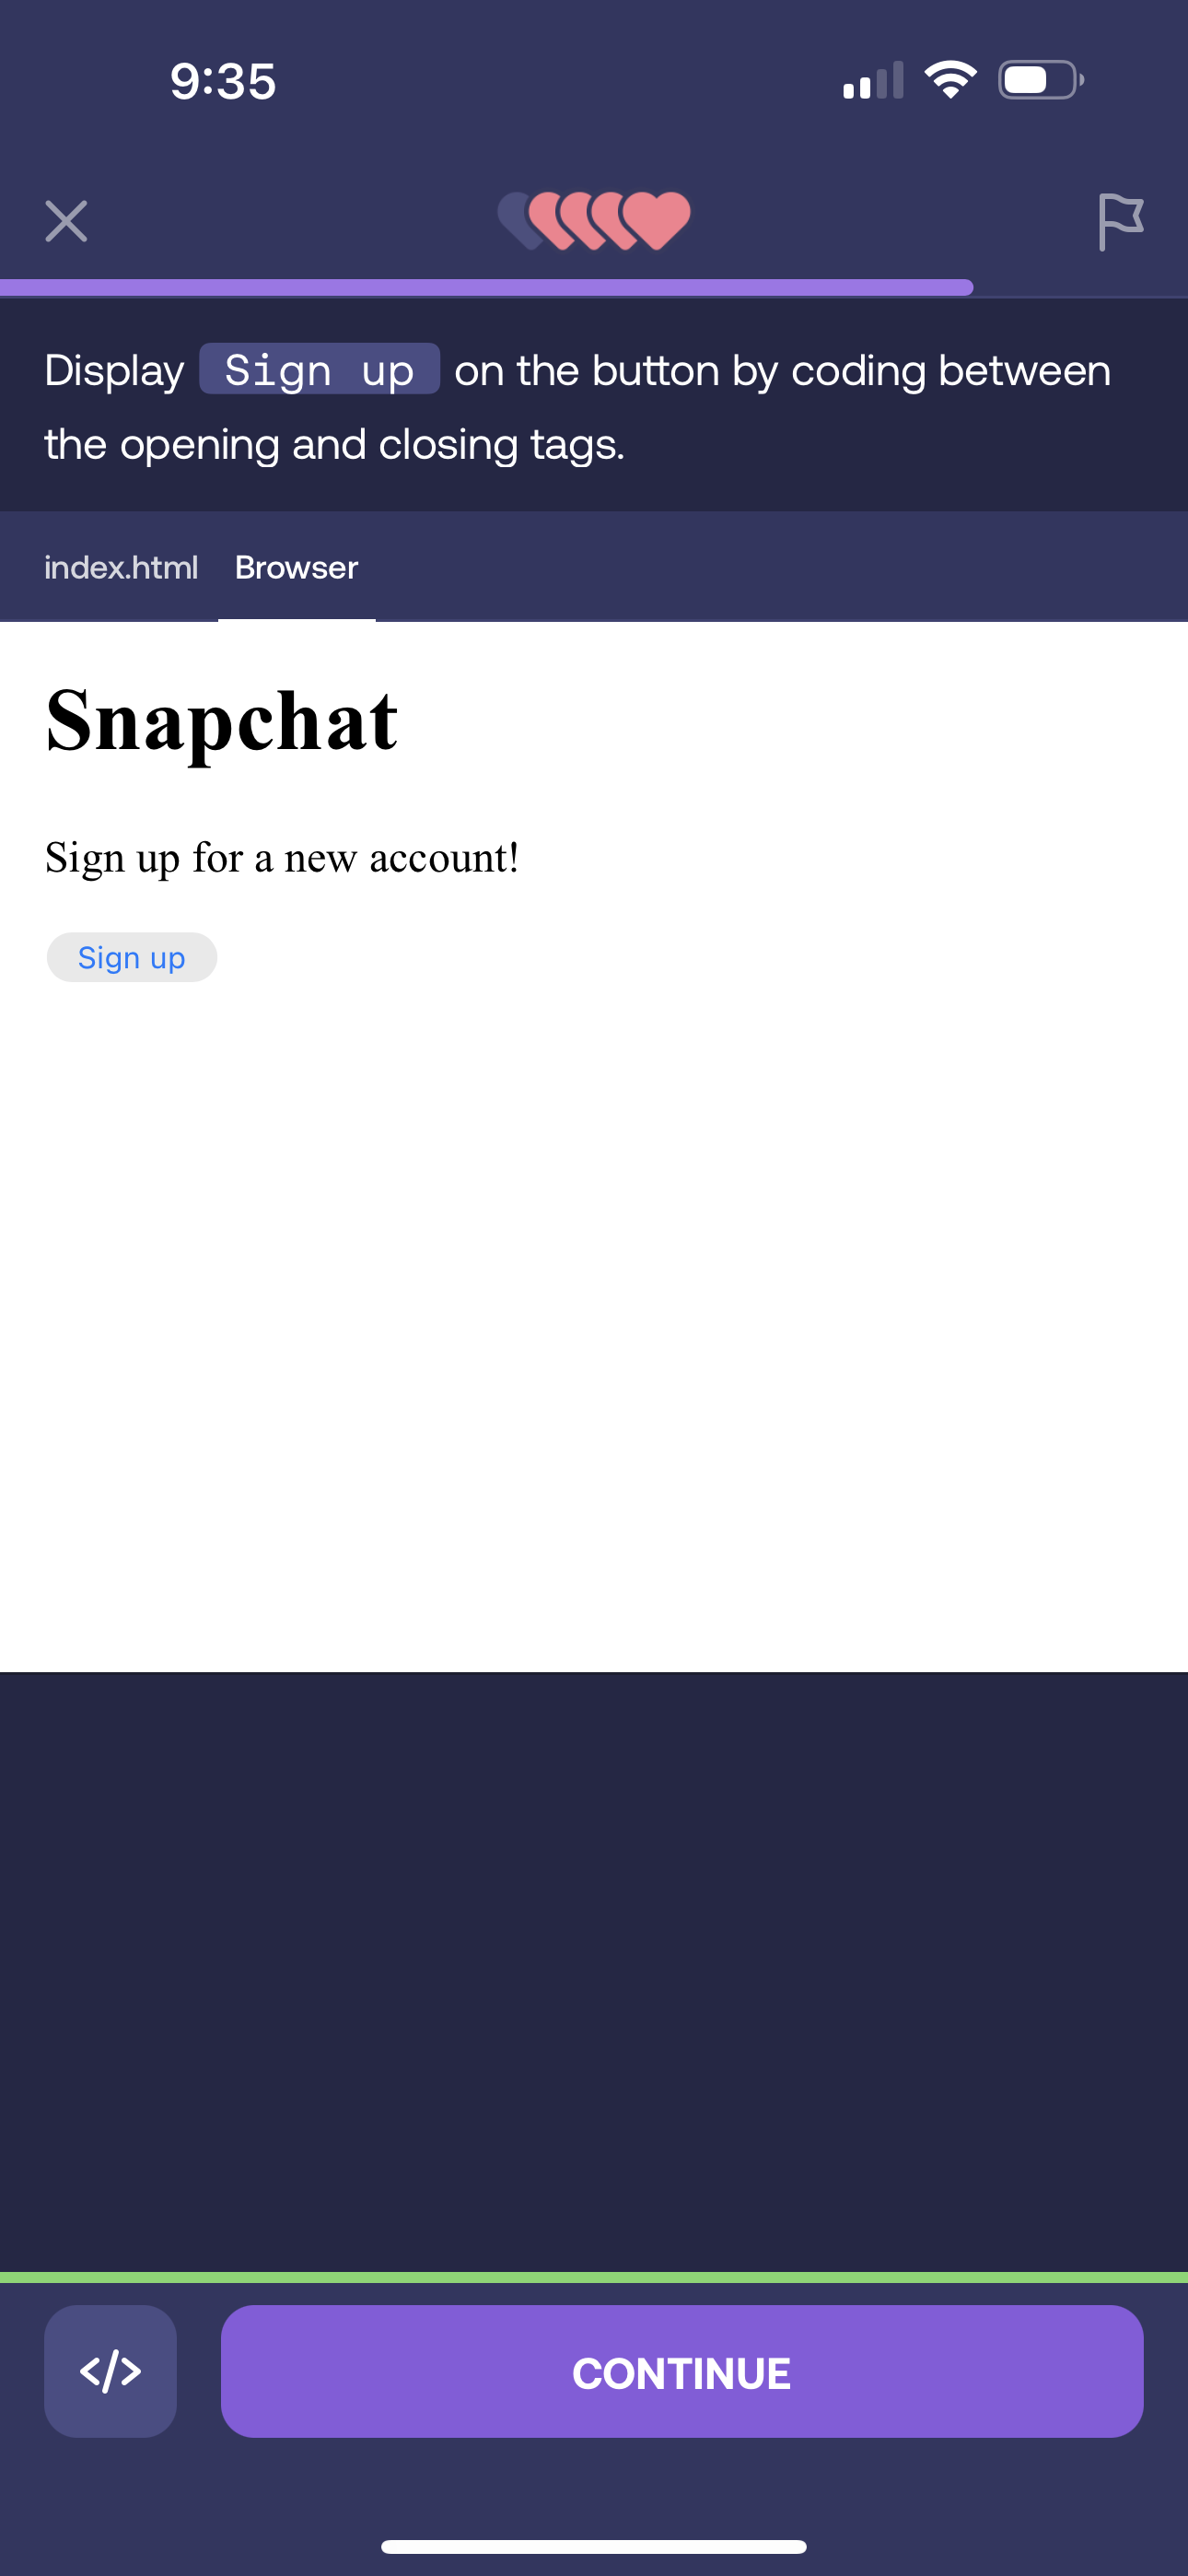 9:35
Display Sign up on the button by coding between
the opening and closing tags.
index.html Browser
Snapchat
Sign up for a new account!
Sign up
</> CONTINUE